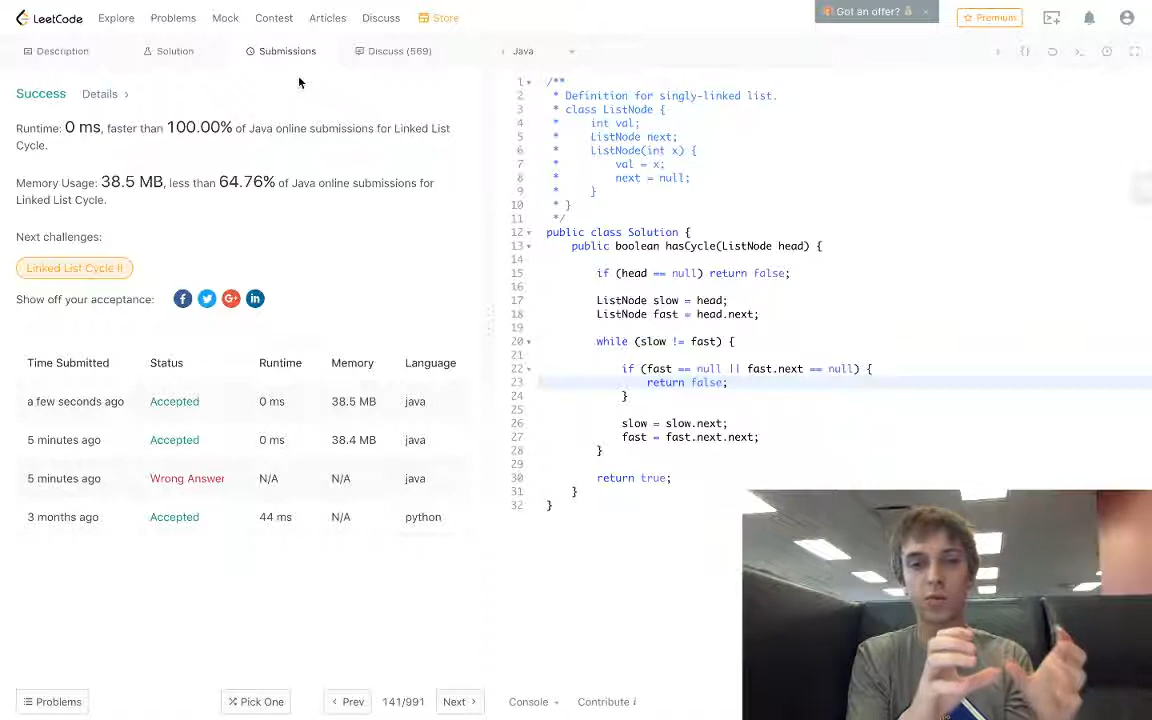 LeetCode Explore Problems Mock Contest Articles Discuss Store Got an offer? × Premium
Description Solution Submissions Discuss (569) Java
Success Details ›
Runtime: 0 ms, faster than 100.00% of Java online submissions for Linked List
Cycle.
Memory Usage: 38.5 MB, less than 64.76% of Java online submissions for
Linked List Cycle.
Next challenges:
Linked List Cycle II
Show off your acceptance:
Time Submitted Status Runtime Memory Language
a few seconds ago Accepted 0 ms 38.5 MB java
5 minutes ago Accepted 0 ms 38.4 MB java
5 minutes ago Wrong Answer N/A N/A java
3 months ago Accepted 44 ms N/A python
Problems Pick One ‹ Prev 141/991 Next ›
1 /**
2 * Definition for singly-linked list.
3 * class ListNode {
4 *     int val;
5 *     ListNode next;
6 *     ListNode(int x) {
7 *         val = x;
8 *         next = null;
9 *     }
10 * }
11 */
12 public class Solution {
13     public boolean hasCycle(ListNode head) {
14
15         if (head == null) return false;
16
17         ListNode slow = head;
18         ListNode fast = head.next;
19
20         while (slow != fast) {
21
22             if (fast == null || fast.next == null) {
23                 return false;
24             }
25
26             slow = slow.next;
27             fast = fast.next.next;
28         }
29
30         return true;
31     }
32 }
Console Contribute i